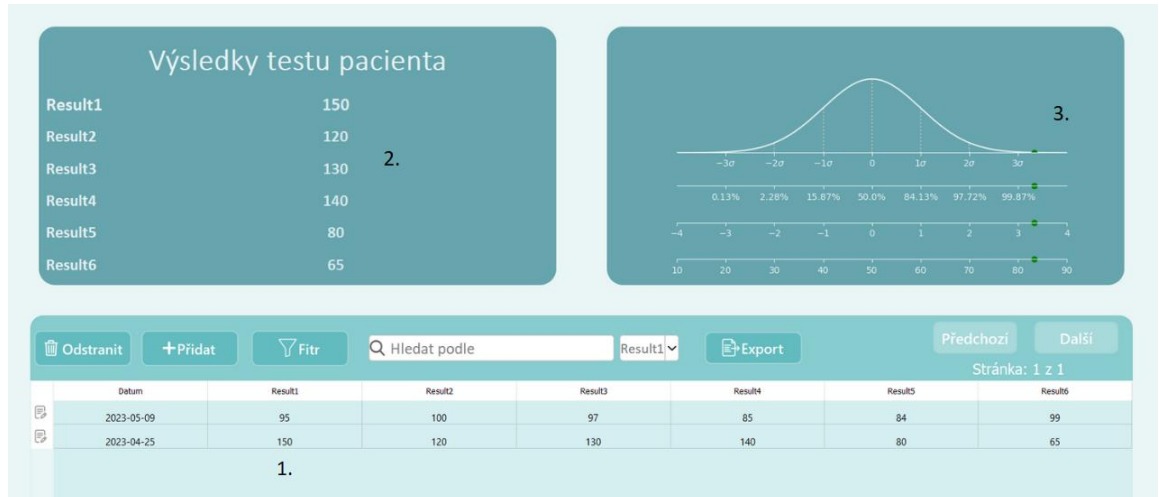 Výsledky testu pacienta
Result1 150
Result2 120
Result3 130
Result4 140
Result5 80
Result6 65
2.
3.
−3σ −2σ −1σ 0 1σ 2σ 3σ
0.13% 2.28% 15.87% 50.0% 84.13% 97.72% 99.87%
−4 −3 −2 −1 0 1 2 3 4
10 20 30 40 50 60 70 80 90
Odstranit +Přidat Fitr Hledat podle Result1 Export Předchozí Další
Stránka: 1 z 1
Datum Result1 Result2 Result3 Result4 Result5 Result6
2023-05-09 95 100 97 85 84 99
2023-04-25 150 120 130 140 80 65
1.